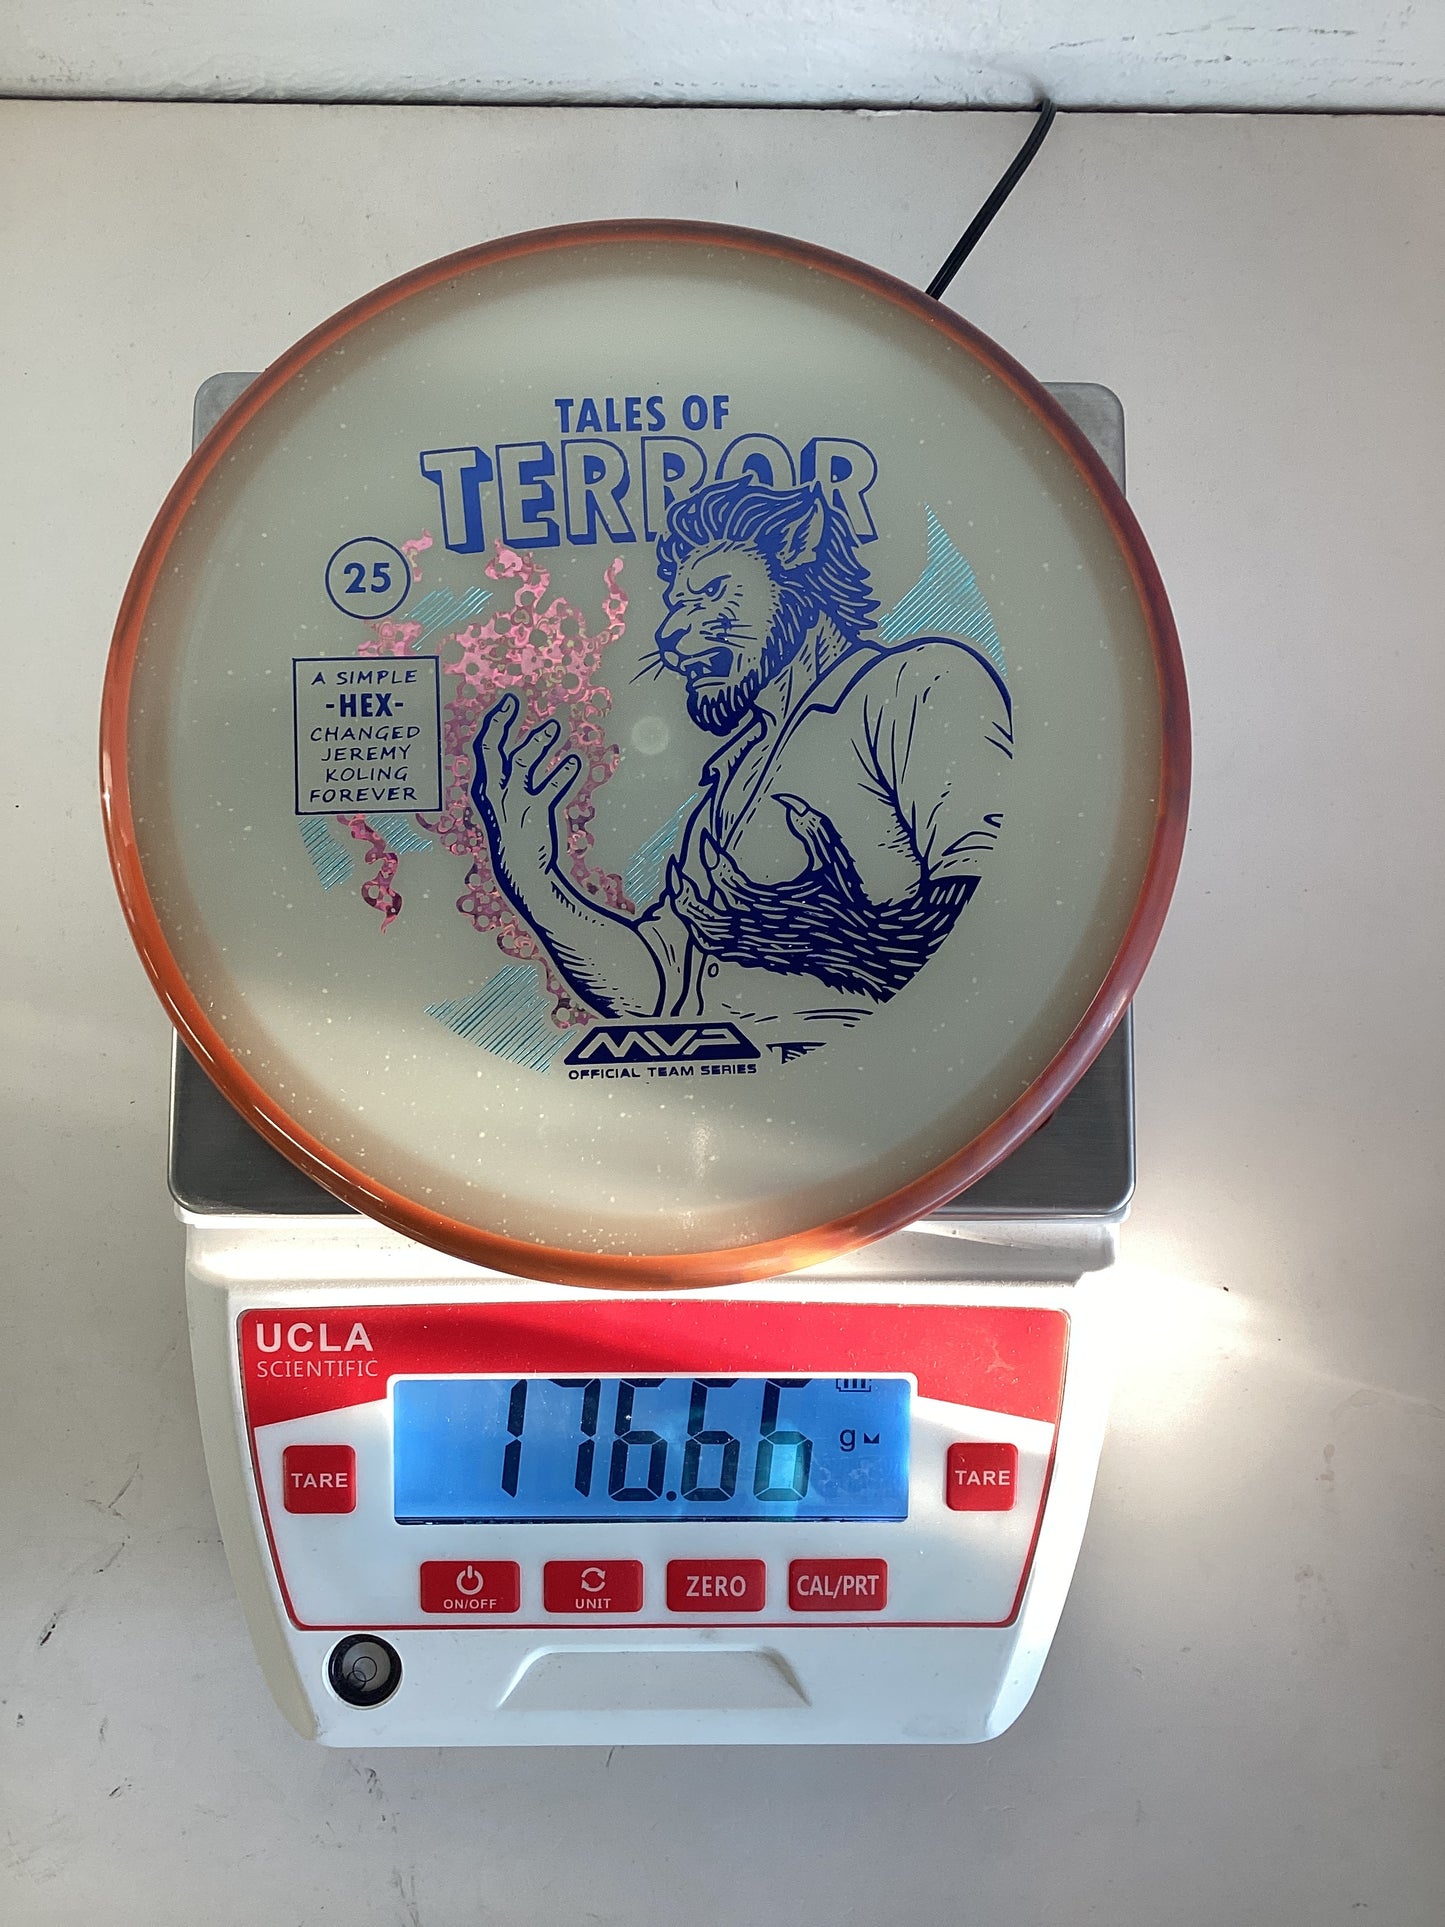 TALES OF
TERROR
25
A SIMPLE
-HEX-
CHANGED
JEREMY
KOLING
FOREVER
MVP
OFFICIAL TEAM SERIES
UCLA
SCIENTIFIC
176.66
g
TARE
TARE
ON/OFF
UNIT
ZERO
CAL/PRT